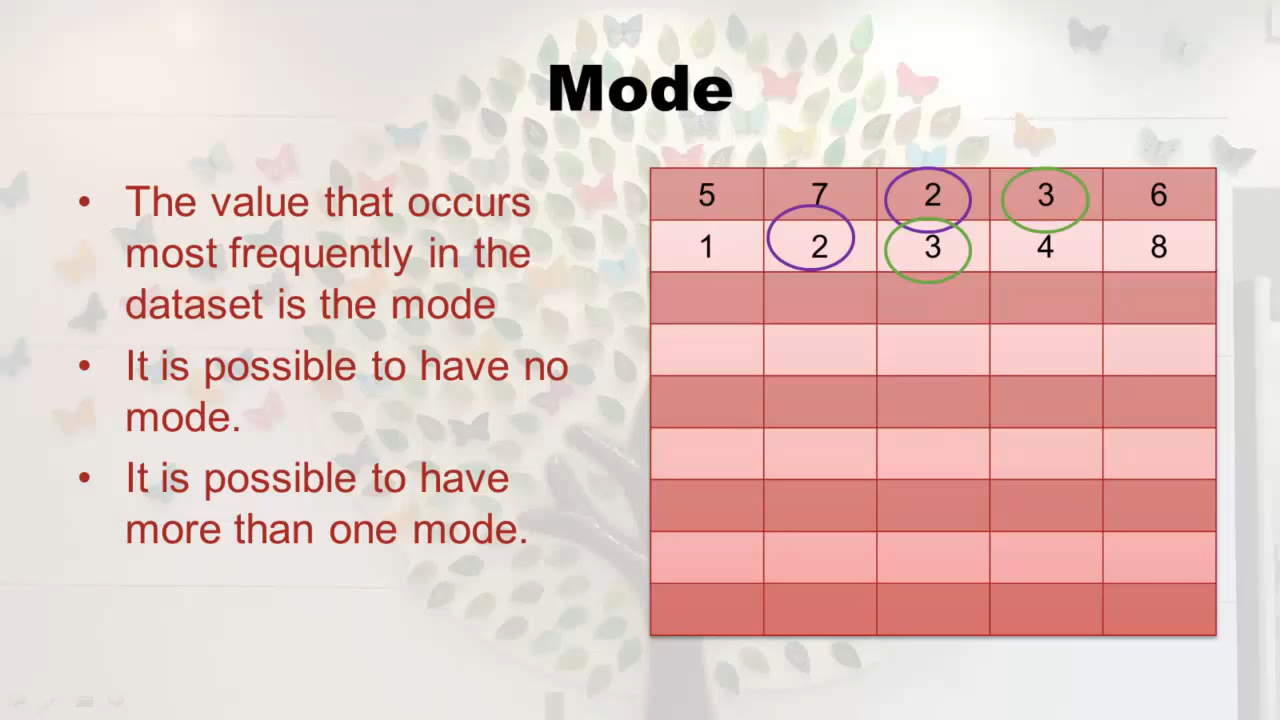 Mode
• The value that occurs
most frequently in the
dataset is the mode
• It is possible to have no
mode.
• It is possible to have
more than one mode.
5 7 2 3 6
1 2 3 4 8